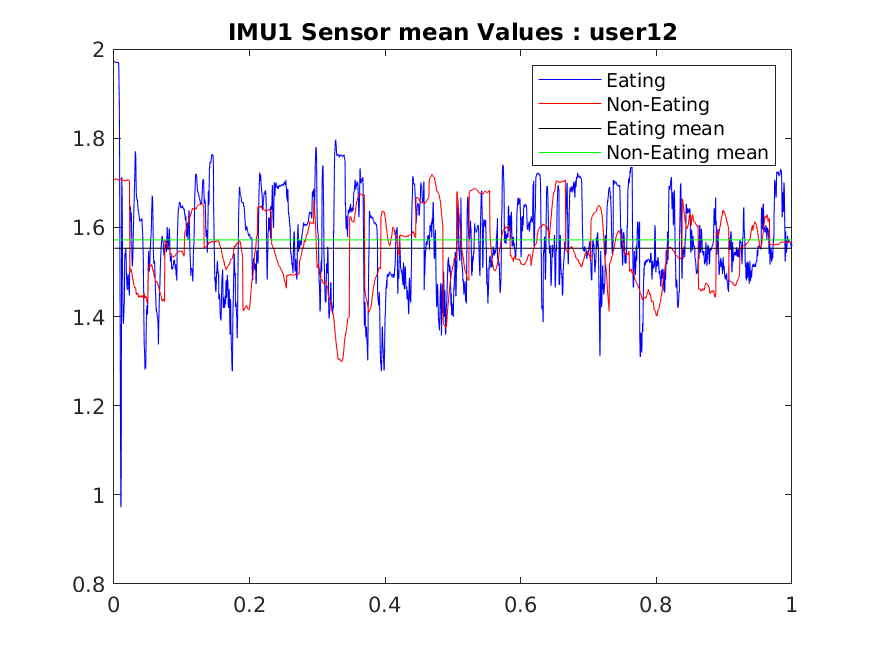 IMU1 Sensor mean Values : user12
2
1.8
1.6
1.4
1.2
1
0.8
Eating
Non-Eating
Eating mean
Non-Eating mean
0 0.2 0.4 0.6 0.8 1